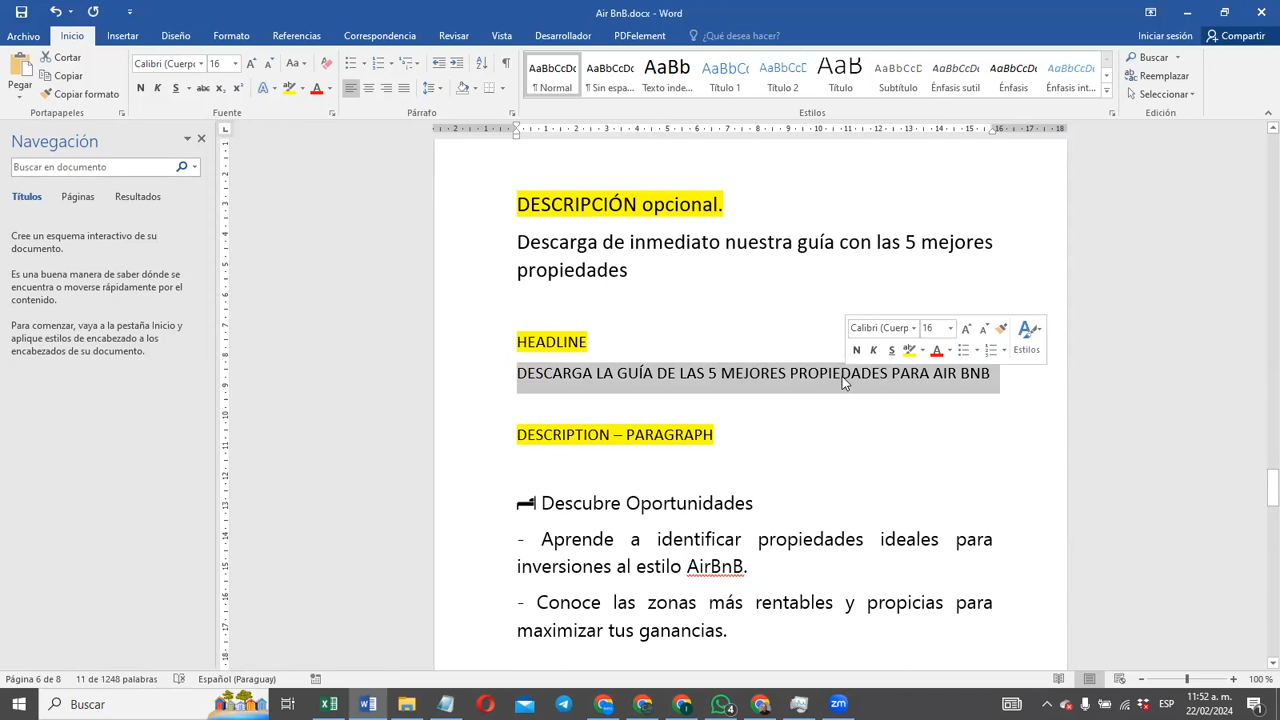 Air BnB.docx - Word
Archivo Inicio Insertar Diseño Formato Referencias Correspondencia Revisar Vista Desarrollador PDFelement ¿Qué desea hacer? Iniciar sesión Compartir
Pegar
Cortar
Copiar
Copiar formato
Calibri (Cuerp 16
N K S abc x₂ x²
AaBbCcDc AaBbCcDc AaBb AaBbCcD AaBbCcD AaB AaBbCcD AaBbCcDc AaBbCcDc AaBbCcDc
¶ Normal ¶ Sin espa... Texto inde... Título 1 Título 2 Título Subtítulo Énfasis sutil Énfasis Énfasis int...
Buscar
Reemplazar
Seleccionar
Portapapeles Fuente Párrafo Estilos Edición
Navegación
Buscar en documento
Títulos Páginas Resultados
Cree un esquema interactivo de su
documento.
Es una buena manera de saber dónde se
encuentra o moverse rápidamente por el
contenido.
Para comenzar, vaya a la pestaña Inicio y
aplique estilos de encabezado a los
encabezados de su documento.
DESCRIPCIÓN opcional.
Descarga de inmediato nuestra guía con las 5 mejores
propiedades
HEADLINE
Calibri (Cuerp 16
N K S Estilos
DESCARGA LA GUÍA DE LAS 5 MEJORES PROPIEDADES PARA AIR BNB
DESCRIPTION – PARAGRAPH
🛏 Descubre Oportunidades
- Aprende a identificar propiedades ideales para
inversiones al estilo AirBnB.
- Conoce las zonas más rentables y propicias para
maximizar tus ganancias.
Página 6 de 8 11 de 1248 palabras Español (Paraguay) 100 %
Buscar
4
zm
ESP
11:52 a. m.
22/02/2024